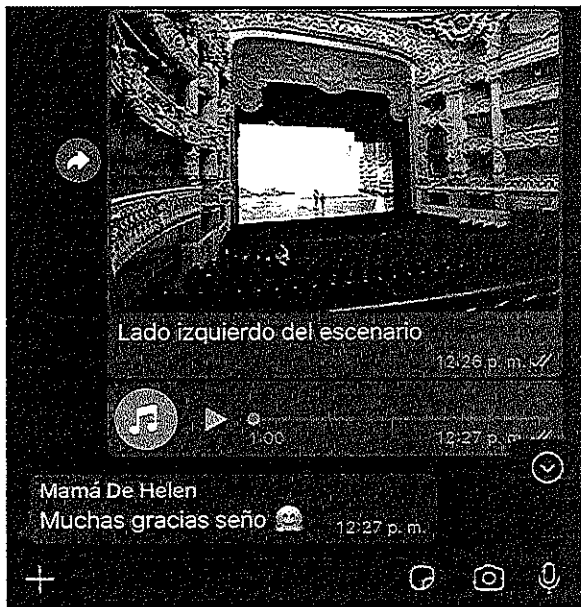 Lado izquierdo del escenario
12:26 p. m.
1:00
12:27 p. m.
Mamá De Helen
Muchas gracias seño
12:27 p. m.